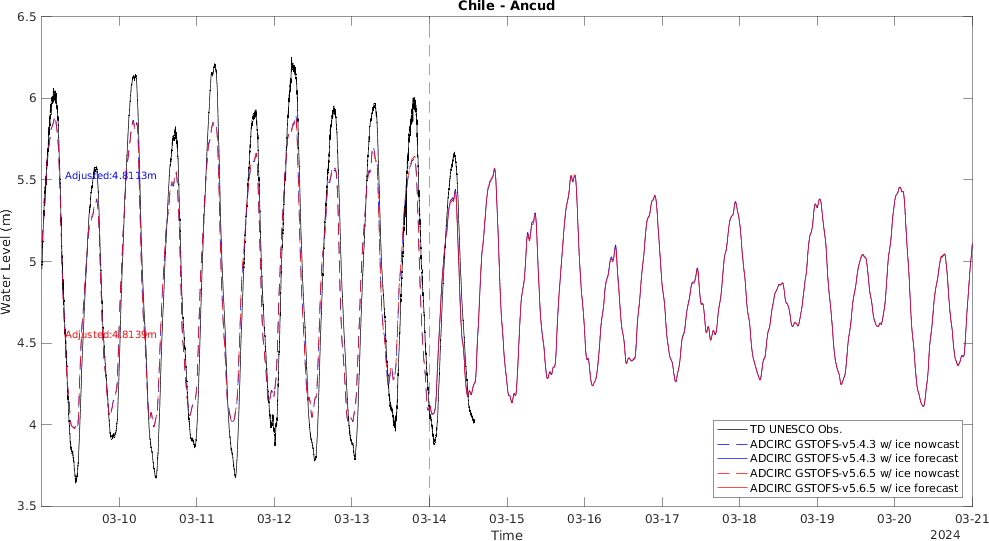 Chile - Ancud
6.5
6
5.5
5
4.5
4
3.5
Water Level (m)
Adjusted:4.8113m
Adjusted:4.8139m
TD UNESCO Obs.
ADCIRC GSTOFS-v5.4.3 w/ ice nowcast
ADCIRC GSTOFS-v5.4.3 w/ ice forecast
ADCIRC GSTOFS-v5.6.5 w/ ice nowcast
ADCIRC GSTOFS-v5.6.5 w/ ice forecast
03-10 03-11 03-12 03-13 03-14 03-15 03-16 03-17 03-18 03-19 03-20 03-21
Time
2024